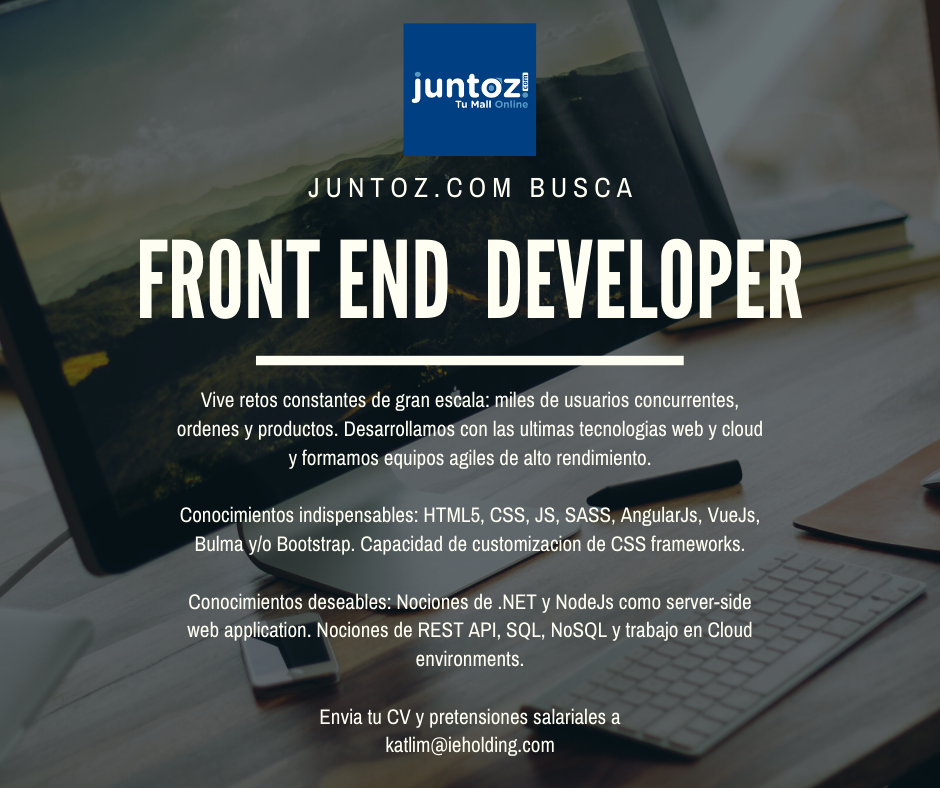 juntoz!.com
Tu Mall Online
JUNTOZ.COM BUSCA
FRONT END DEVELOPER
Vive retos constantes de gran escala: miles de usuarios concurrentes,
ordenes y productos. Desarrollamos con las ultimas tecnologias web y cloud
y formamos equipos agiles de alto rendimiento.
Conocimientos indispensables: HTML5, CSS, JS, SASS, AngularJs, VueJs,
Bulma y/o Bootstrap. Capacidad de customizacion de CSS frameworks.
Conocimientos deseables: Nociones de .NET y NodeJs como server-side
web application. Nociones de REST API, SQL, NoSQL y trabajo en Cloud
environments.
Envia tu CV y pretensiones salariales a
katlim@ieholding.com